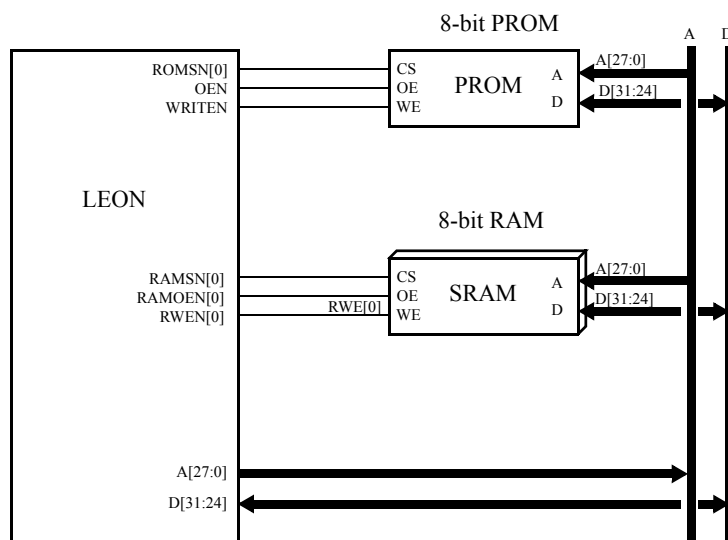 8-bit PROM
A
D
ROMSN[0]
OEN
WRITEN
CS
OE
WE
PROM
A
D
A[27:0]
D[31:24]
LEON
8-bit RAM
RAMSN[0]
RAMOEN[0]
RWEN[0]
RWE[0]
CS
OE
WE
SRAM
A
D
A[27:0]
D[31:24]
A[27:0]
D[31:24]